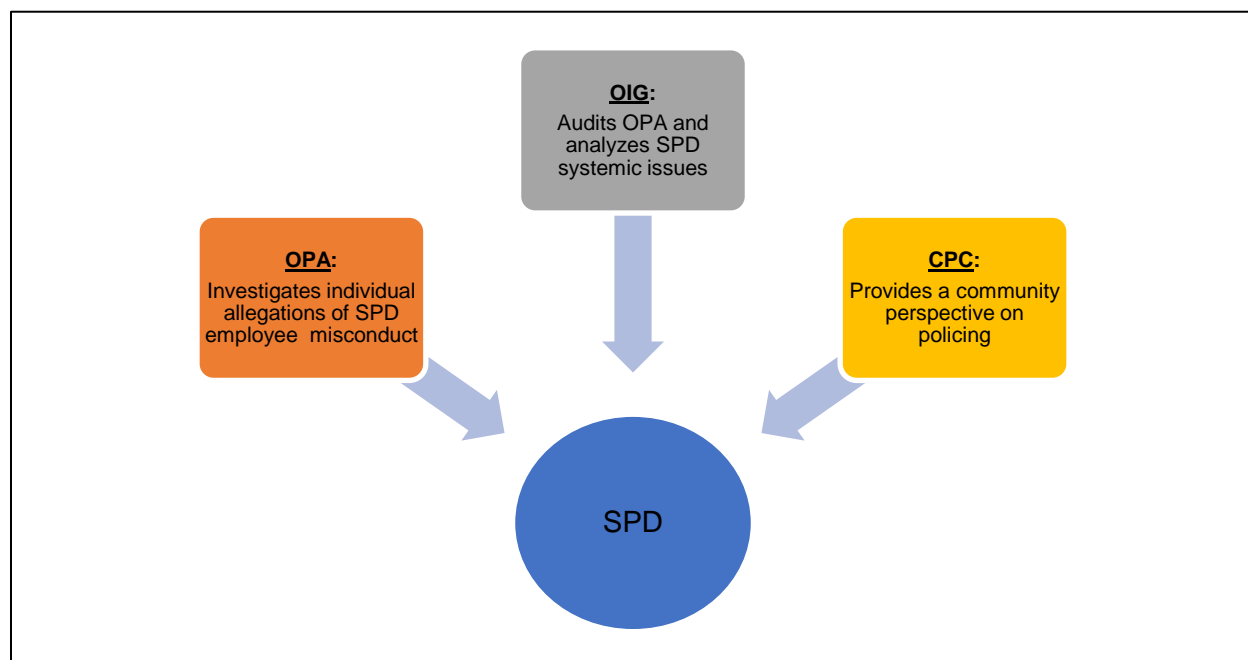 OIG:
Audits OPA and
analyzes SPD
systemic issues
OPA:
Investigates individual
allegations of SPD
employee  misconduct
CPC:
Provides a community
perspective on
policing
SPD